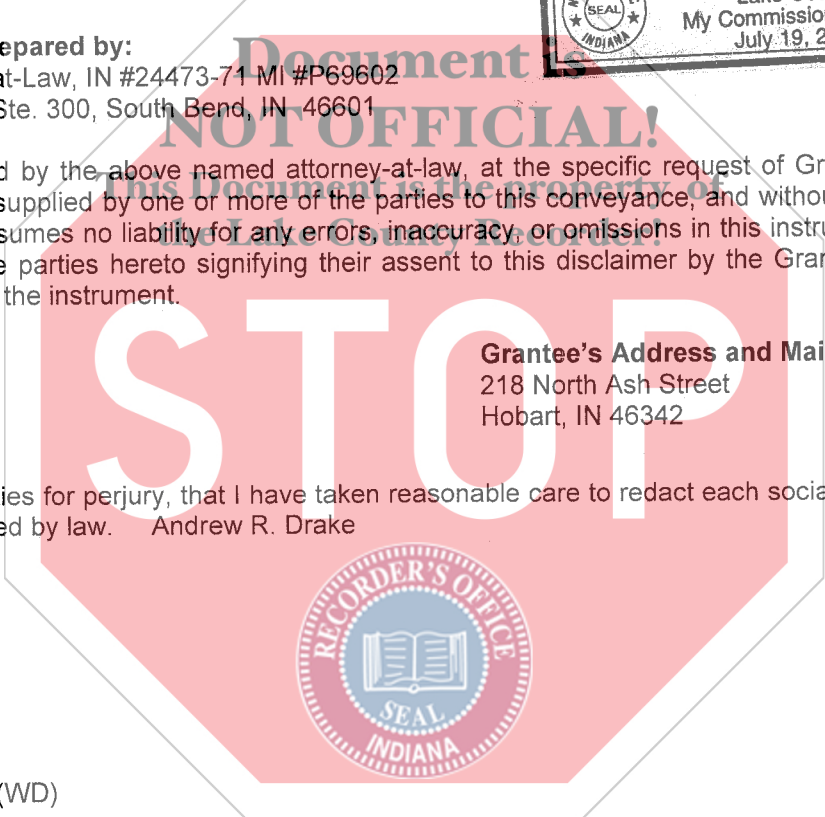 SEAL
INDIANA
My Commissio
July 19, 2
epared by:
at-Law, IN #24473-71 MI #P69602
Ste. 300, South Bend, IN 46601
Document is
NOT OFFICIAL!
This Document is the property of
the Lake County Recorder!
d by the above named attorney-at-law, at the specific request of Gr
supplied by one or more of the parties to this conveyance, and withou
sumes no liability for any errors, inaccuracy, or omissions in this instru
e parties hereto signifying their assent to this disclaimer by the Gran
the instrument.
STOP
Grantee's Address and Mai
218 North Ash Street
Hobart, IN 46342
ies for perjury, that I have taken reasonable care to redact each socia
ed by law. Andrew R. Drake
RECORDER'S OFFICE
SEAL
INDIANA
(WD)